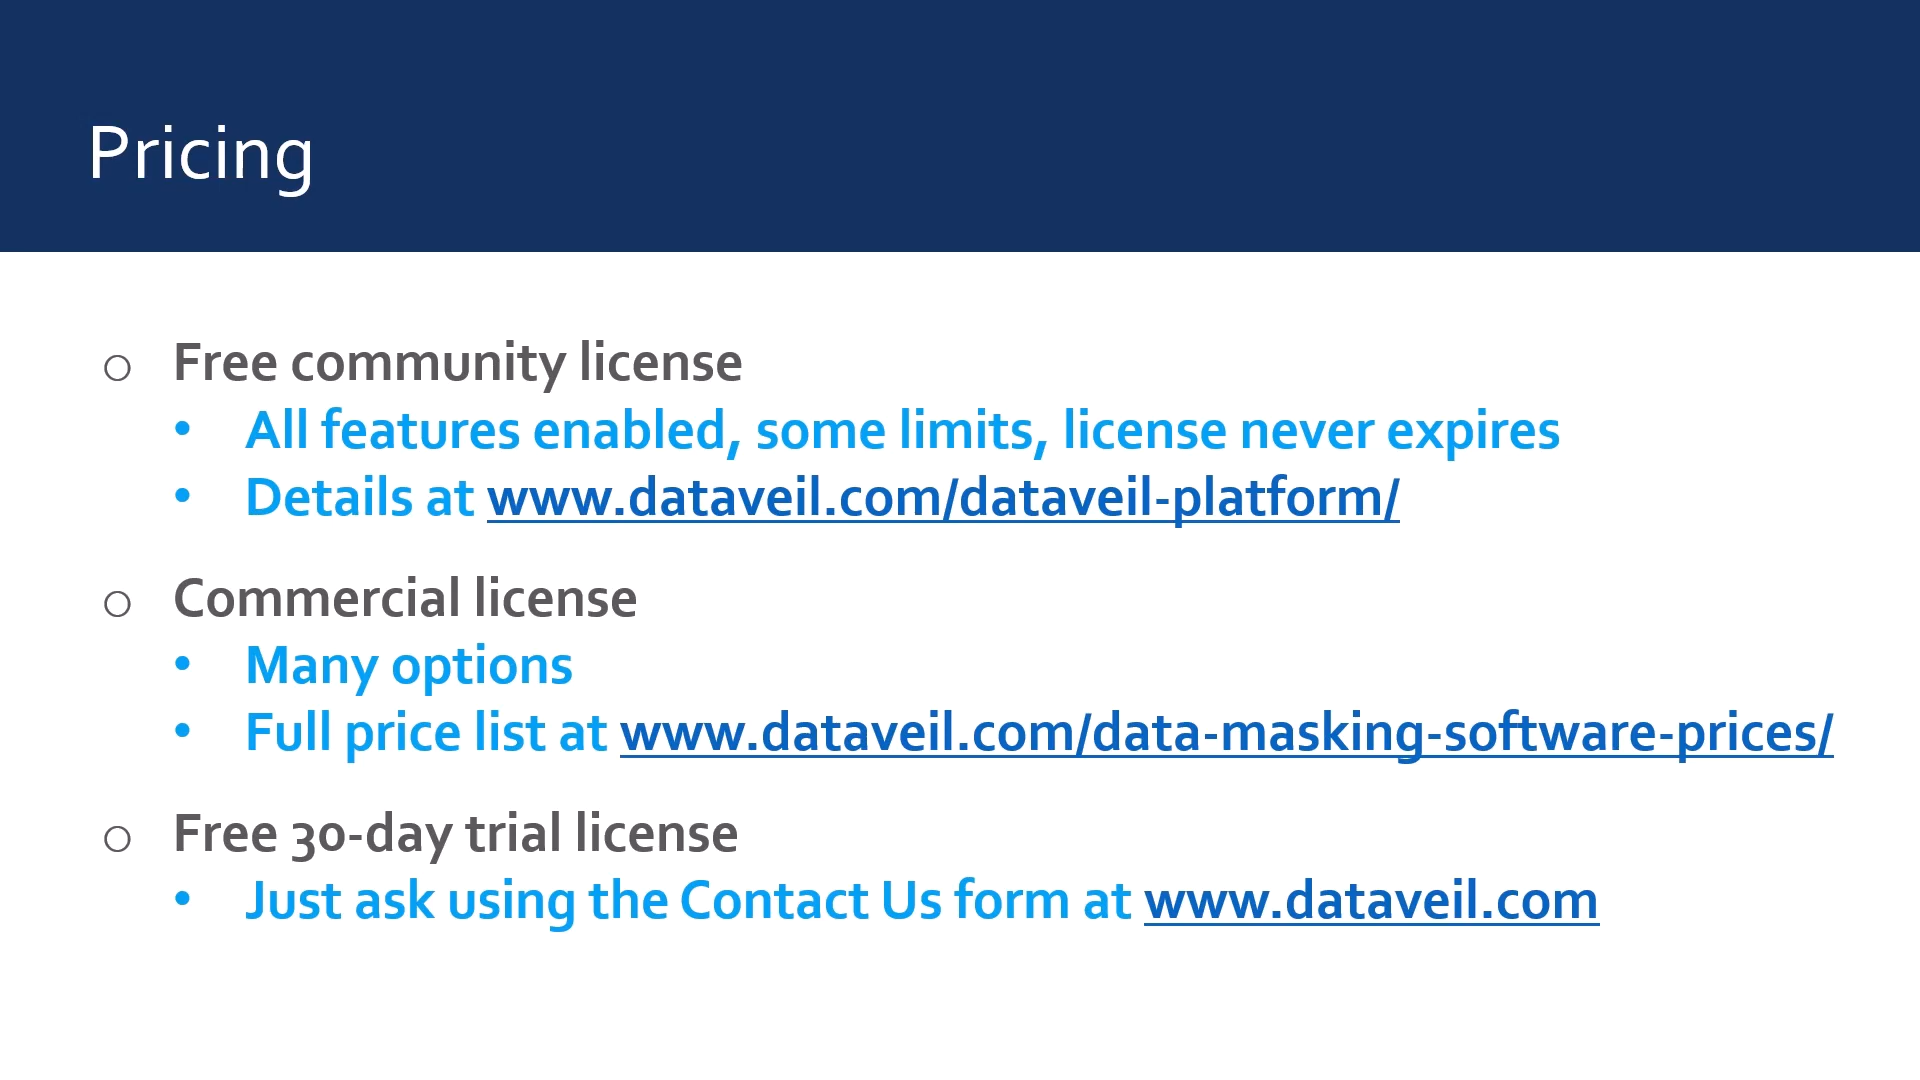 Pricing
o Free community license
• All features enabled, some limits, license never expires
• Details at www.dataveil.com/dataveil-platform/
o Commercial license
• Many options
• Full price list at www.dataveil.com/data-masking-software-prices/
o Free 30-day trial license
• Just ask using the Contact Us form at www.dataveil.com